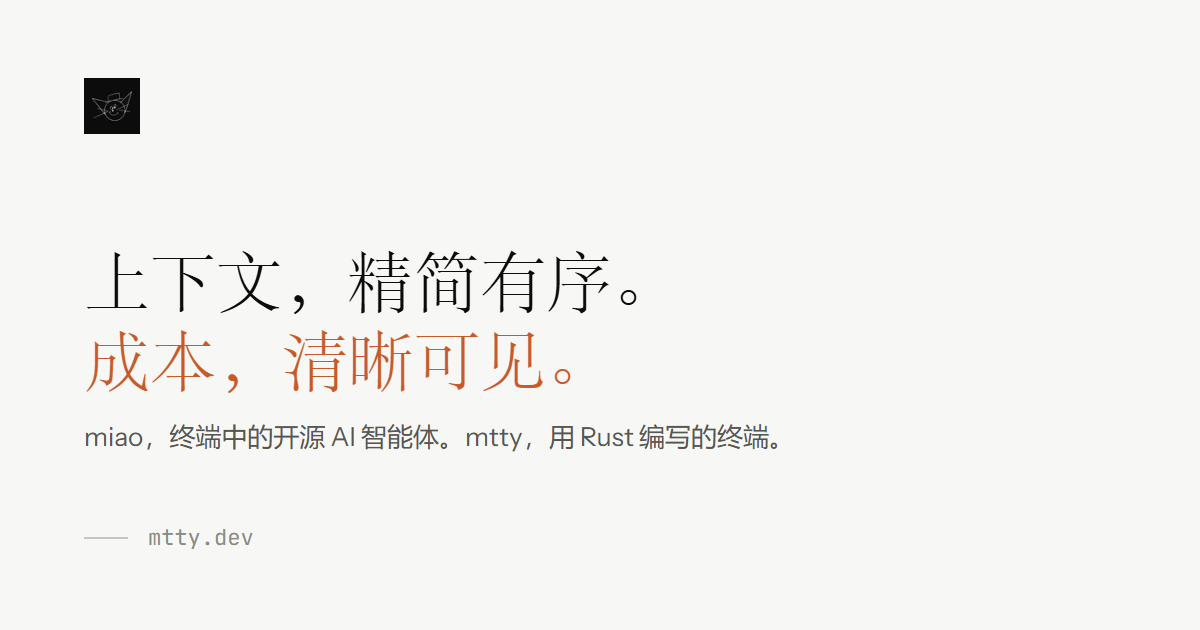 上下文，精简有序。
成本，清晰可见。
miao，终端中的开源 AI 智能体。mtty，用 Rust 编写的终端。
mtty.dev